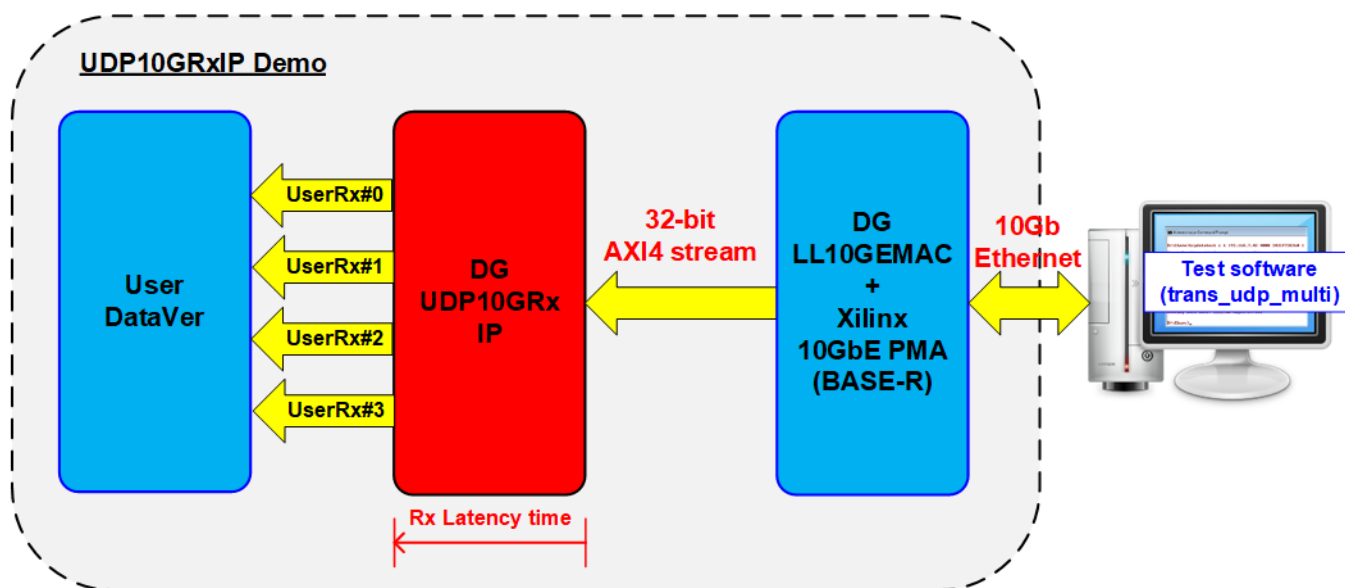 UDP10GRxIP Demo
User
DataVer
UserRx#0
UserRx#1
UserRx#2
UserRx#3
DG
UDP10GRx
IP
Rx Latency time
32-bit
AXI4 stream
DG
LL10GEMAC
+
Xilinx
10GbE PMA
(BASE-R)
10Gb
Ethernet
Test software
(trans_udp_multi)